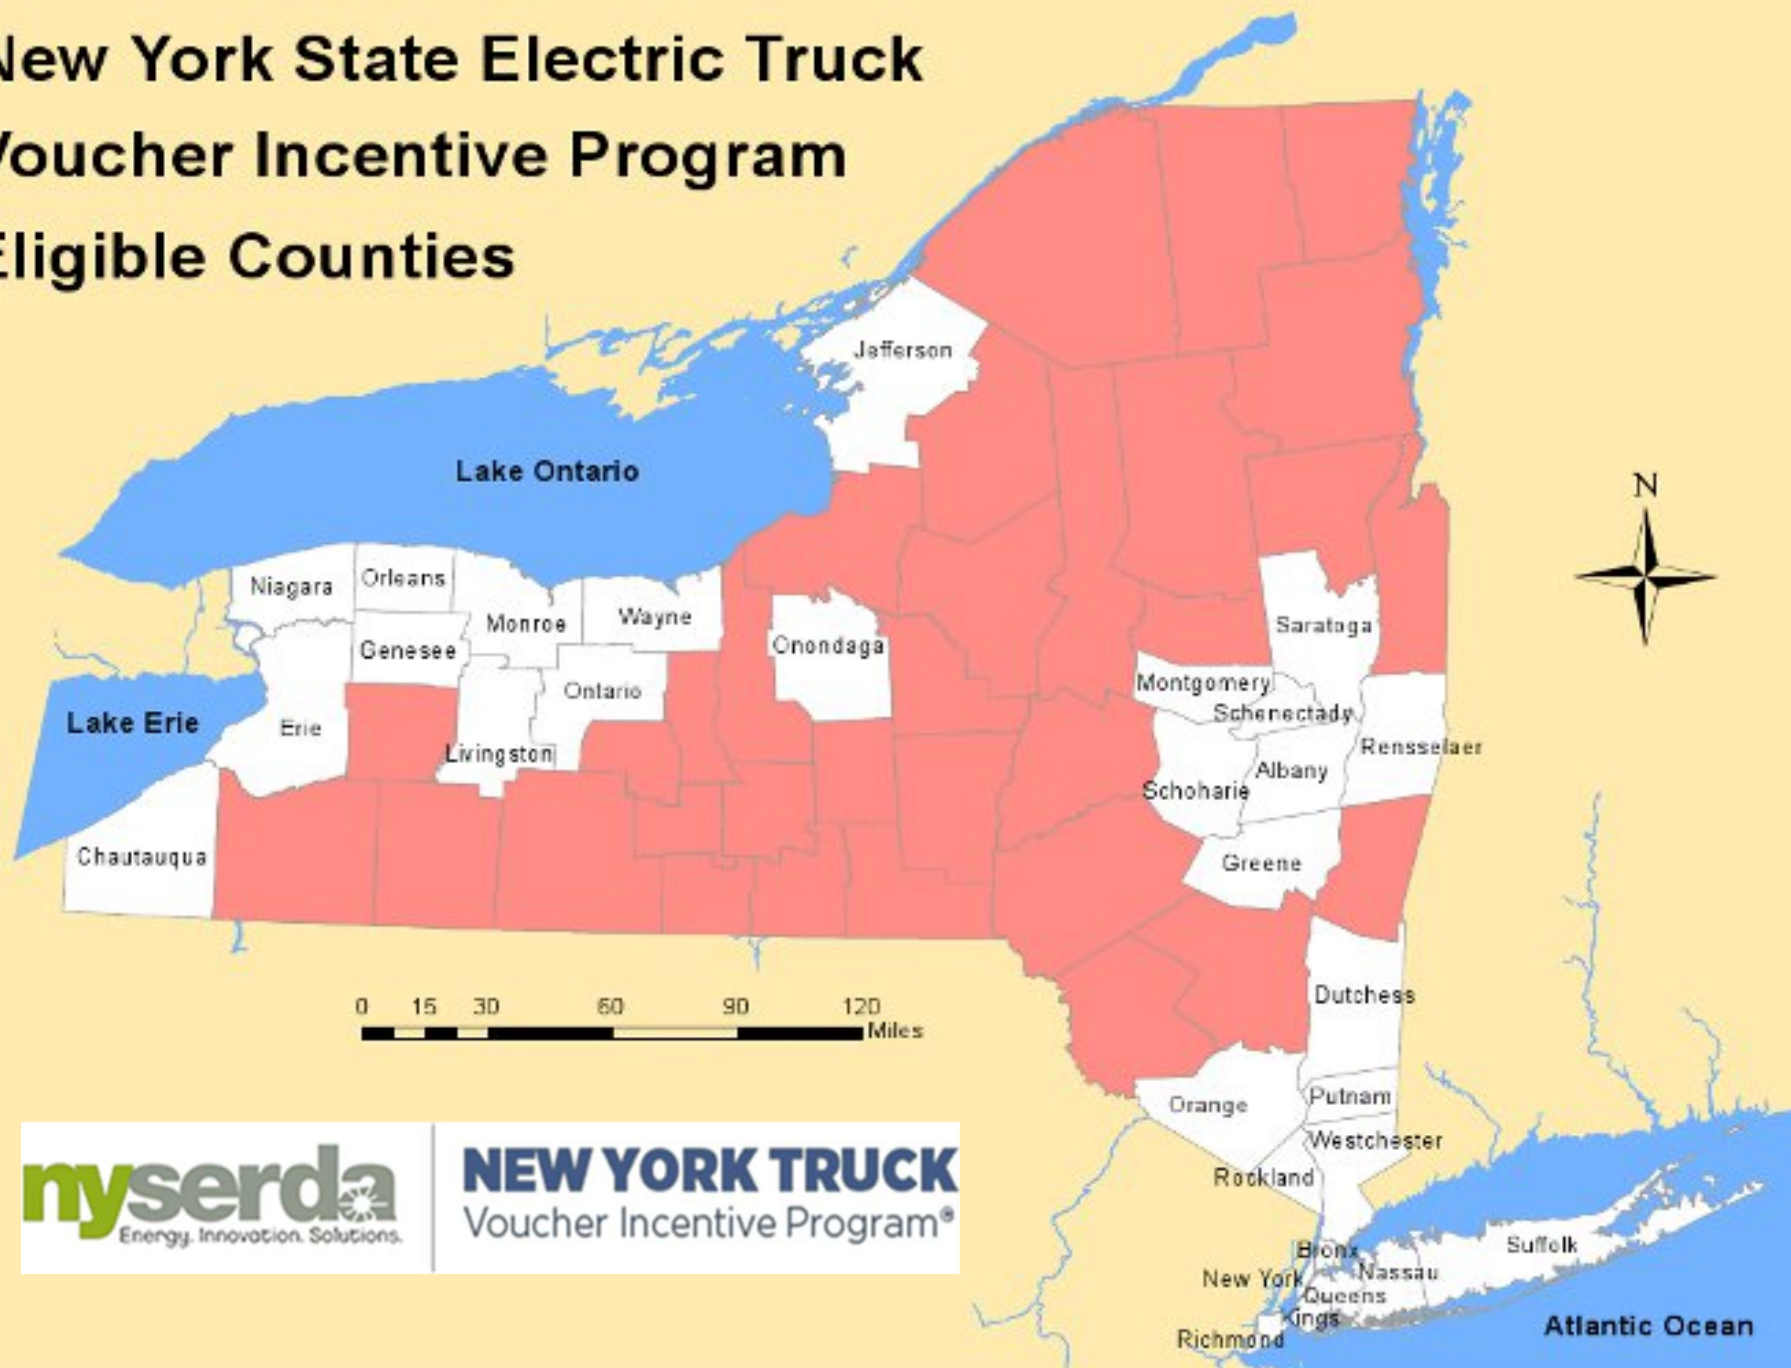 New York State Electric Truck
Voucher Incentive Program
Eligible Counties
Jefferson
Lake Ontario
N
Niagara
Orleans
Monroe
Wayne
Genesee
Onondaga
Saratoga
Ontario
Montgomery
Schenectady
Lake Erie
Erie
Livingston
Rensselaer
Albany
Schoharie
Chautauqua
Greene
Dutchess
0 15 30 60 90 120
Miles
Putnam
Orange
Westchester
Rockland
nyserda
Energy. Innovation. Solutions.
NEW YORK TRUCK
Voucher Incentive Program®
Bronx
Suffolk
Nassau
New York
Queens
Kings
Richmond
Atlantic Ocean